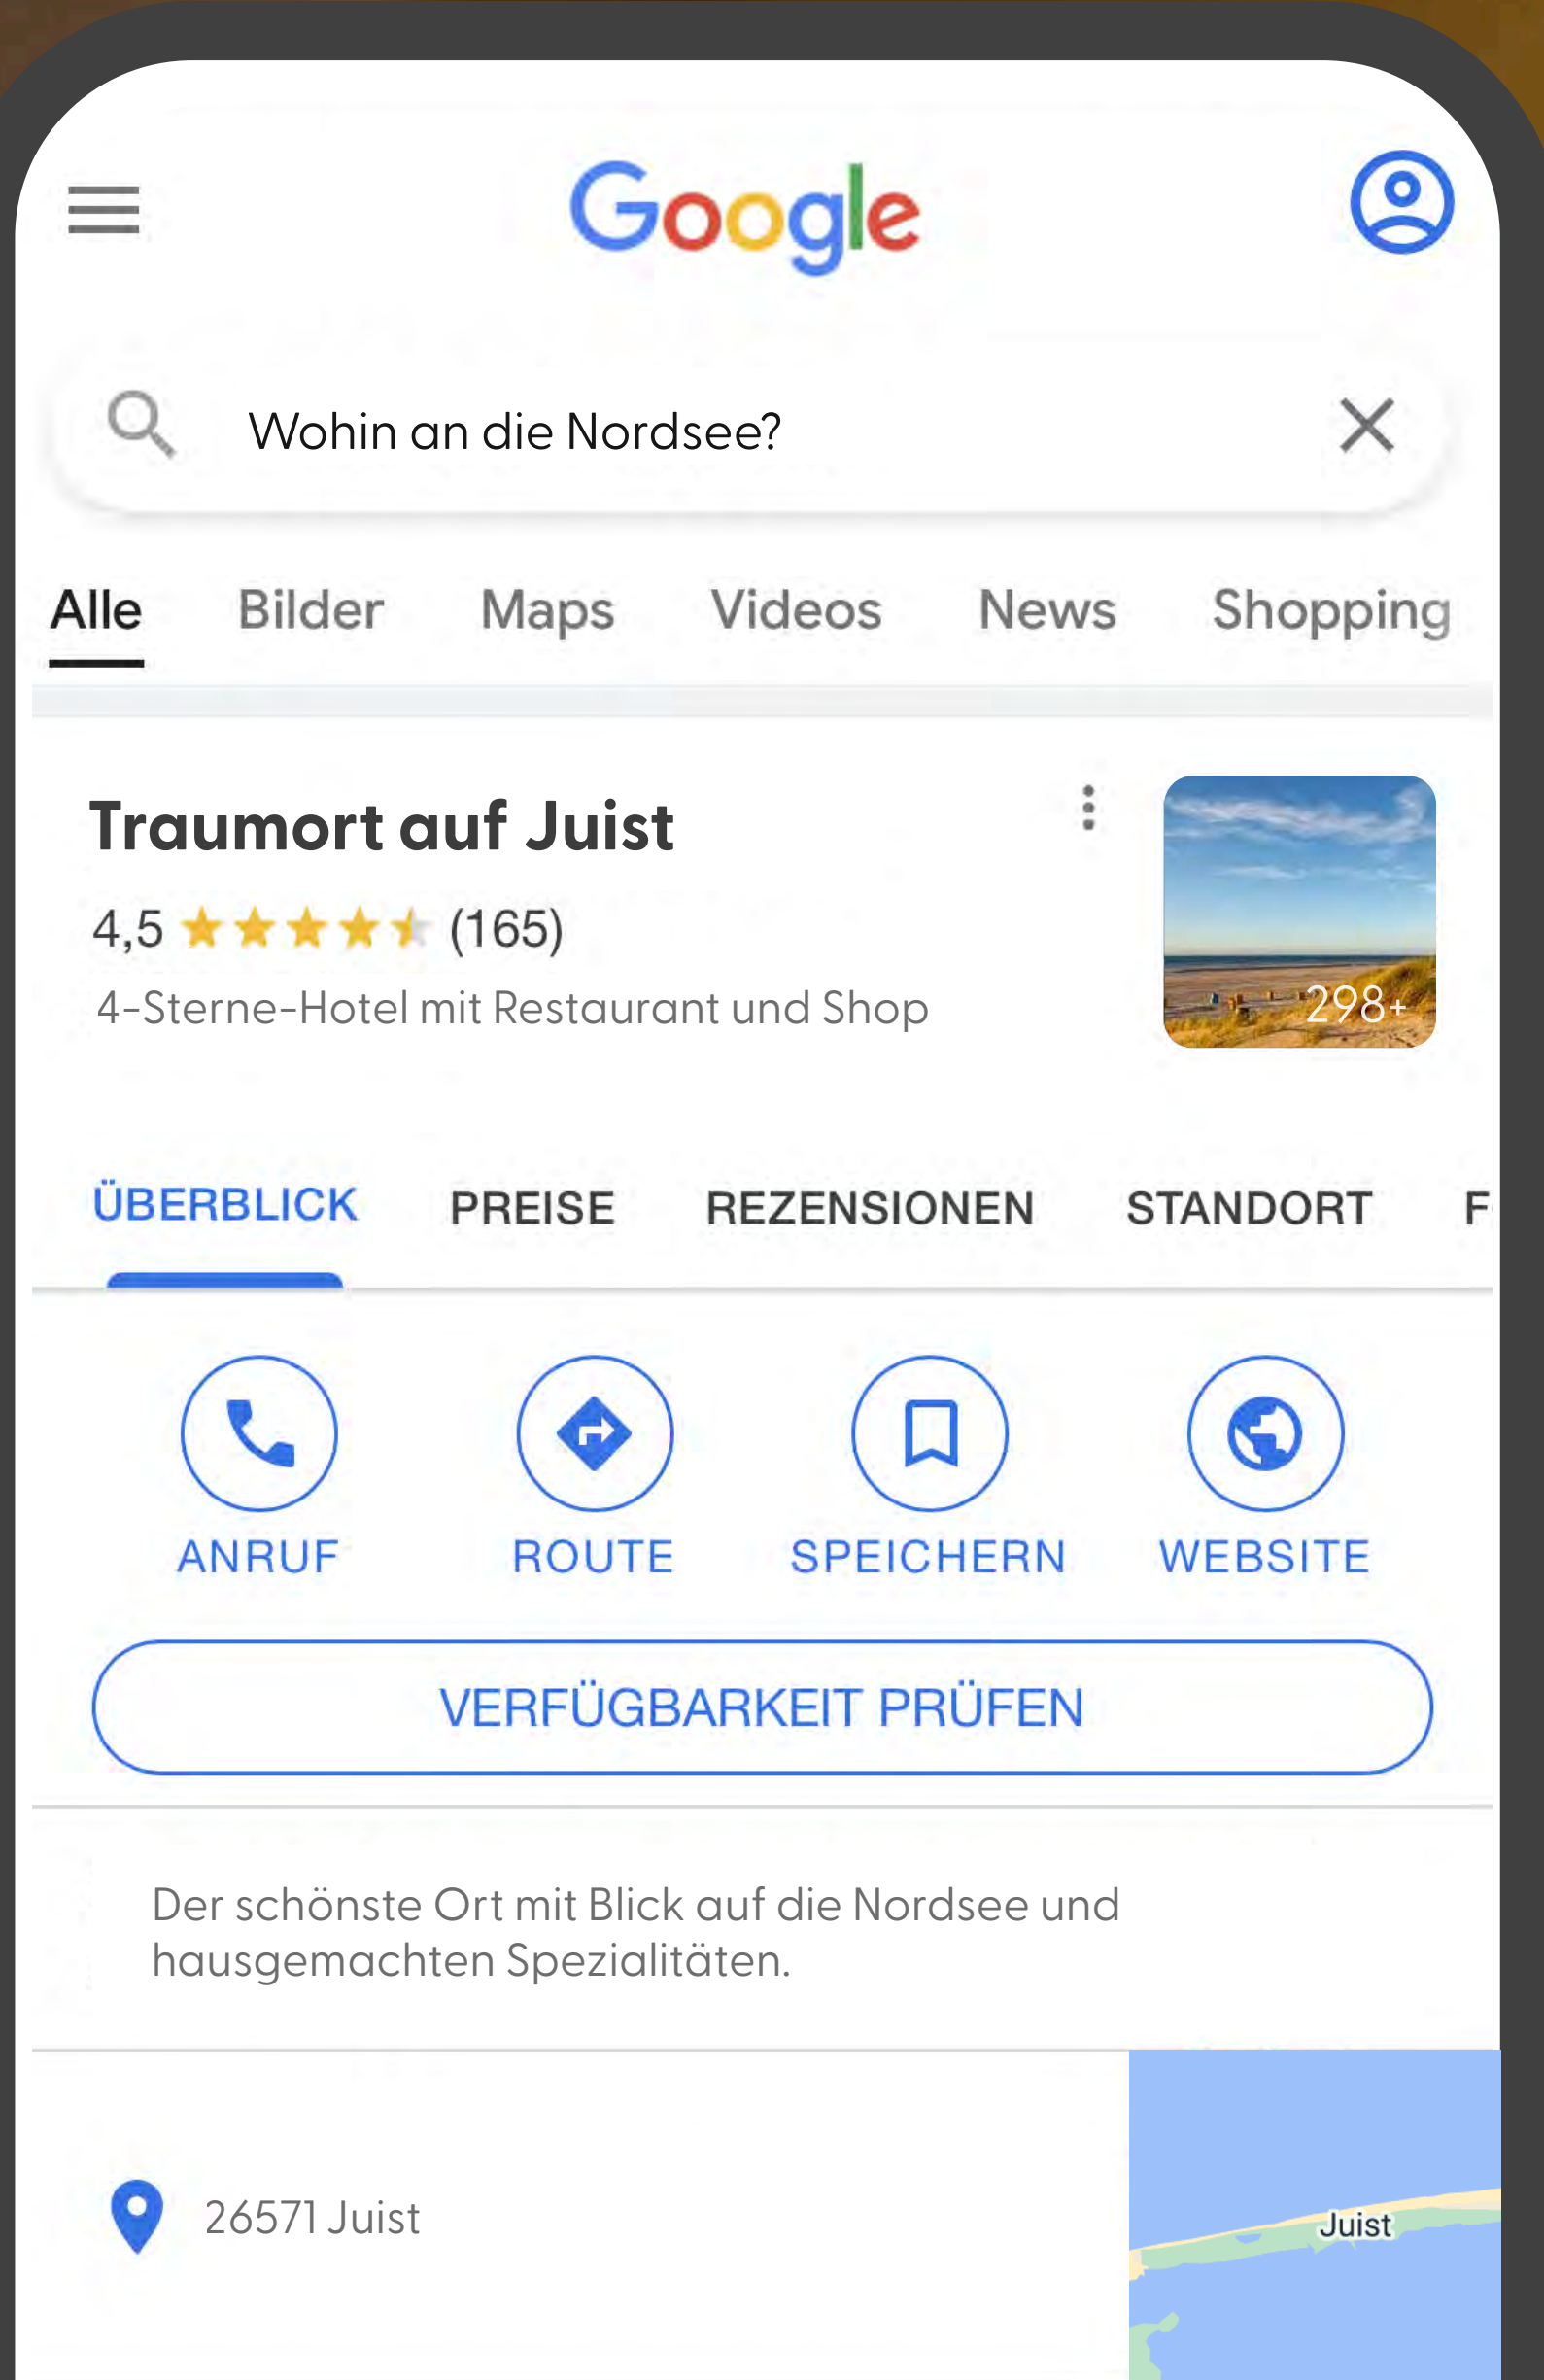 Google
Wohin an die Nordsee?
Alle Bilder Maps Videos News Shopping
Traumort auf Juist
4,5 (165)
4-Sterne-Hotel mit Restaurant und Shop
298+
ÜBERBLICK PREISE REZENSIONEN STANDORT F
ANRUF ROUTE SPEICHERN WEBSITE
VERFÜGBARKEIT PRÜFEN
Der schönste Ort mit Blick auf die Nordsee und
hausgemachten Spezialitäten.
26571 Juist
Juist